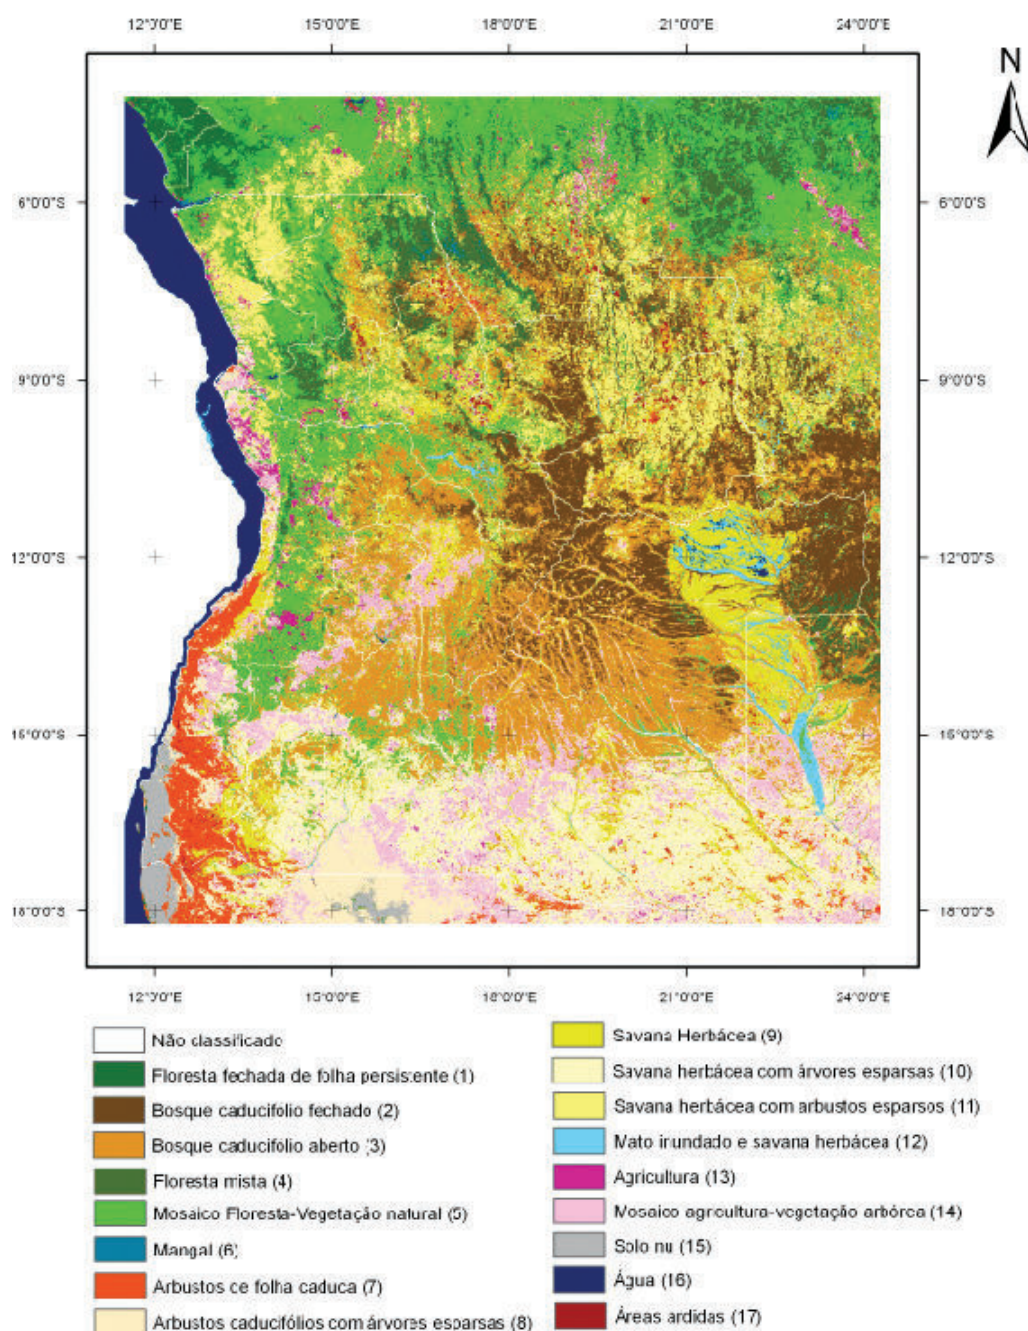 12°0'0"E 15°0'0"E 18°0'0"E 21°0'0"E 24°0'0"E
N
6°0'0"S 6°0'0"S
9°0'0"S 9°0'0"S
12°0'0"S 12°0'0"S
15°0'0"S 15°0'0"S
18°0'0"S 18°0'0"S
12°0'0"E 15°0'0"E 18°0'0"E 21°0'0"E 24°0'0"E
Não classificado
Floresta fechada de folha persistente (1)
Bosque caducifólio fechado (2)
Bosque caducifólio aberto (3)
Floresta mista (4)
Mosaico Floresta-Vegetação natural (5)
Mangal (6)
Arbustos de folha caduca (7)
Arbustos caducifólios com árvores esparsas (8)
Savana Herbácea (9)
Savana herbácea com árvores esparsas (10)
Savana herbácea com arbustos esparsos (11)
Mato inundado e savana herbácea (12)
Agricultura (13)
Mosaico agricultura-vegetação arbórea (14)
Solo nu (15)
Água (16)
Áreas ardidas (17)